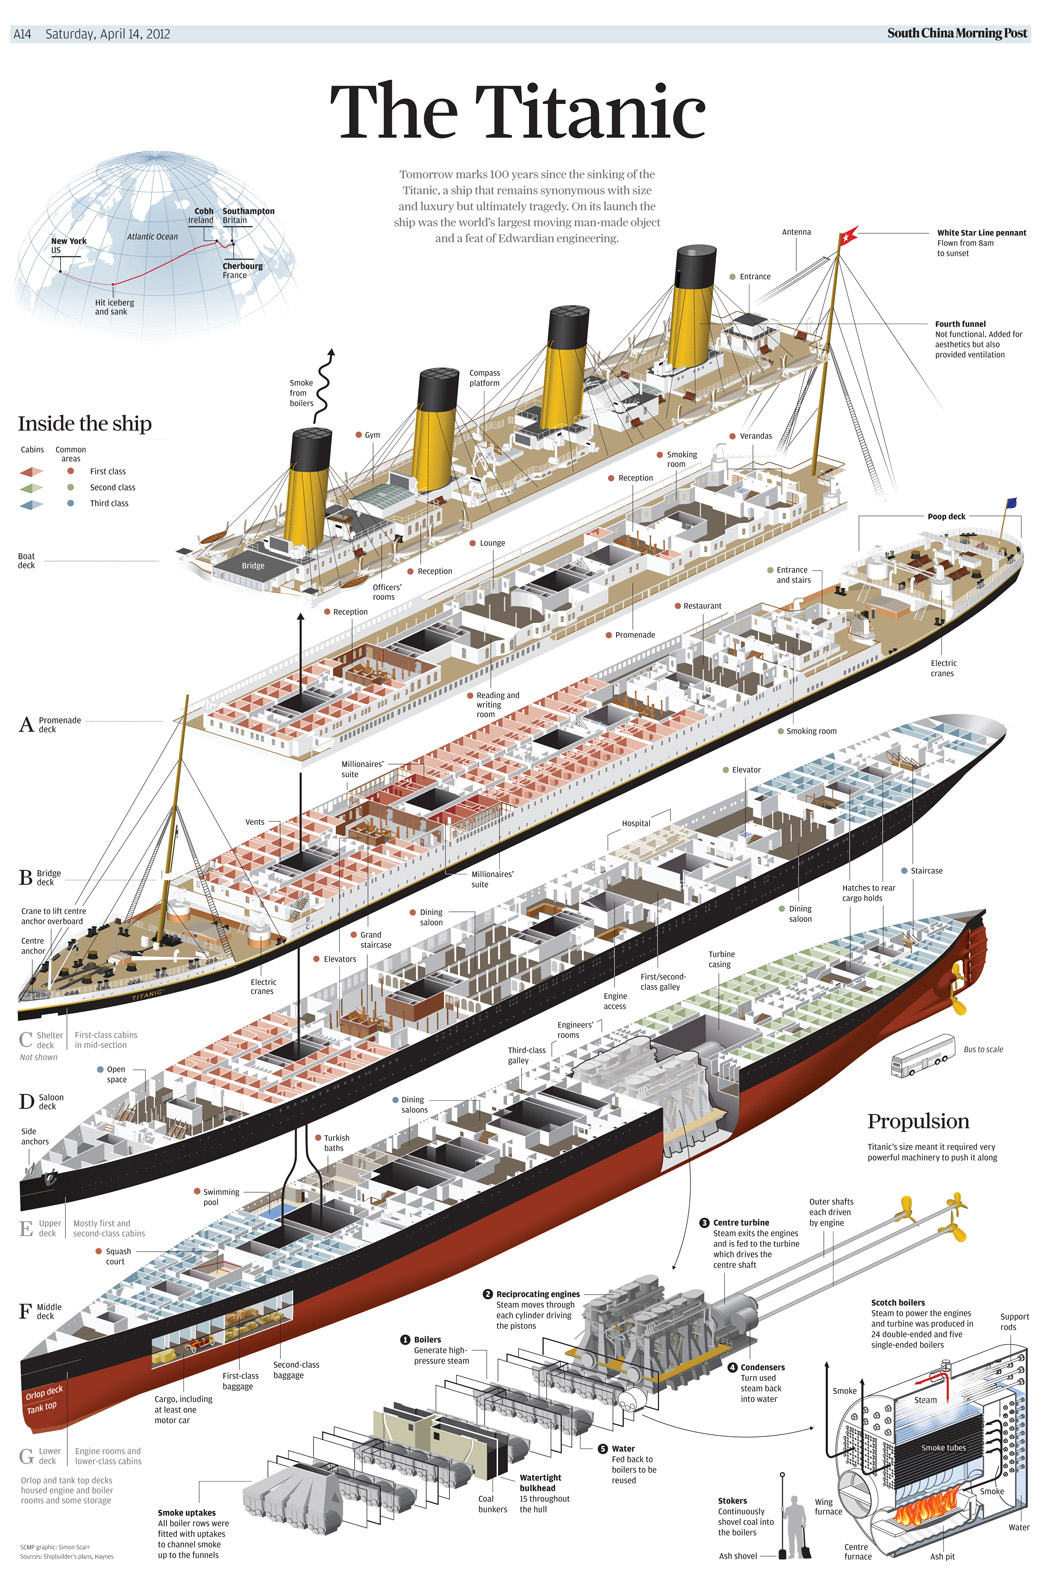 A14 Saturday, April 14, 2012
South China Morning Post
The Titanic
Tomorrow marks 100 years since the sinking of the
Titanic, a ship that remains synonymous with size
and luxury but ultimately tragedy. On its launch the
ship was the world's largest moving man-made object
and a feat of Edwardian engineering.
Cobh
Ireland
Southampton
Britain
New York
US
Atlantic Ocean
Cherbourg
France
Hit iceberg
and sank
Antenna
White Star Line pennant
Flown from 8am
to sunset
Entrance
Fourth funnel
Not functional. Added for
aesthetics but also
provided ventilation
Smoke
from
boilers
Compass
platform
Gym
Verandas
Smoking
room
Reception
Inside the ship
Cabins
Common
areas
First class
Second class
Third class
Poop deck
Boat
deck
Bridge
Lounge
Reception
Officers'
rooms
Entrance
and stairs
Reception
Restaurant
Promenade
Electric
cranes
Reading and
writing
room
A Promenade
deck
Smoking room
Millionaires'
suite
Elevator
Vents
Hospital
B Bridge
deck
Millionaires'
suite
Staircase
Hatches to rear
cargo holds
Crane to lift centre
anchor overboard
Dining
saloon
Dining
saloon
Grand
staircase
Centre
anchor
Elevators
Turbine
casing
Electric
cranes
First/second-
class galley
TITANIC
Engine
access
C Shelter
deck
First-class cabins
in mid-section
Not shown
Engineers'
rooms
Third-class
galley
Bus to scale
Open
space
D Saloon
deck
Dining
saloons
Propulsion
Titanic's size meant it required very
powerful machinery to push it along
Side
anchors
Turkish
baths
Swimming
pool
E Upper
deck
Mostly first and
second-class cabins
Squash
court
Outer shafts
each driven
by engine
3 Centre turbine
Steam exits the engines
and is fed to the turbine
which drives the
centre shaft
2 Reciprocating engines
Steam moves through
each cylinder driving
the pistons
F Middle
deck
Scotch boilers
Steam to power the engines
and turbine was produced in
24 double-ended and five
single-ended boilers
Support
rods
1 Boilers
Generate high-
pressure steam
4 Condensers
Turn used
steam back
into water
Second-class
baggage
First-class
baggage
Cargo, including
at least one
motor car
Orlop deck
Tank top
Smoke
Steam
Smoke tubes
G Lower
deck
Engine rooms and
lower-class cabins
5 Water
Fed back to
boilers to be
reused
Orlop and tank top decks
housed engine and boiler
rooms and some storage
Watertight
bulkhead
15 throughout
the hull
Coal
bunkers
Smoke
Smoke uptakes
All boiler rows were
fitted with uptakes
to channel smoke
up to the funnels
Stokers
Continuously
shovel coal into
the boilers
Wing
furnace
Water
Ash shovel
Centre
furnace
Ash pit
SCMP graphic: Simon Scarr
Sources: Shipbuilder's plans, Haynes